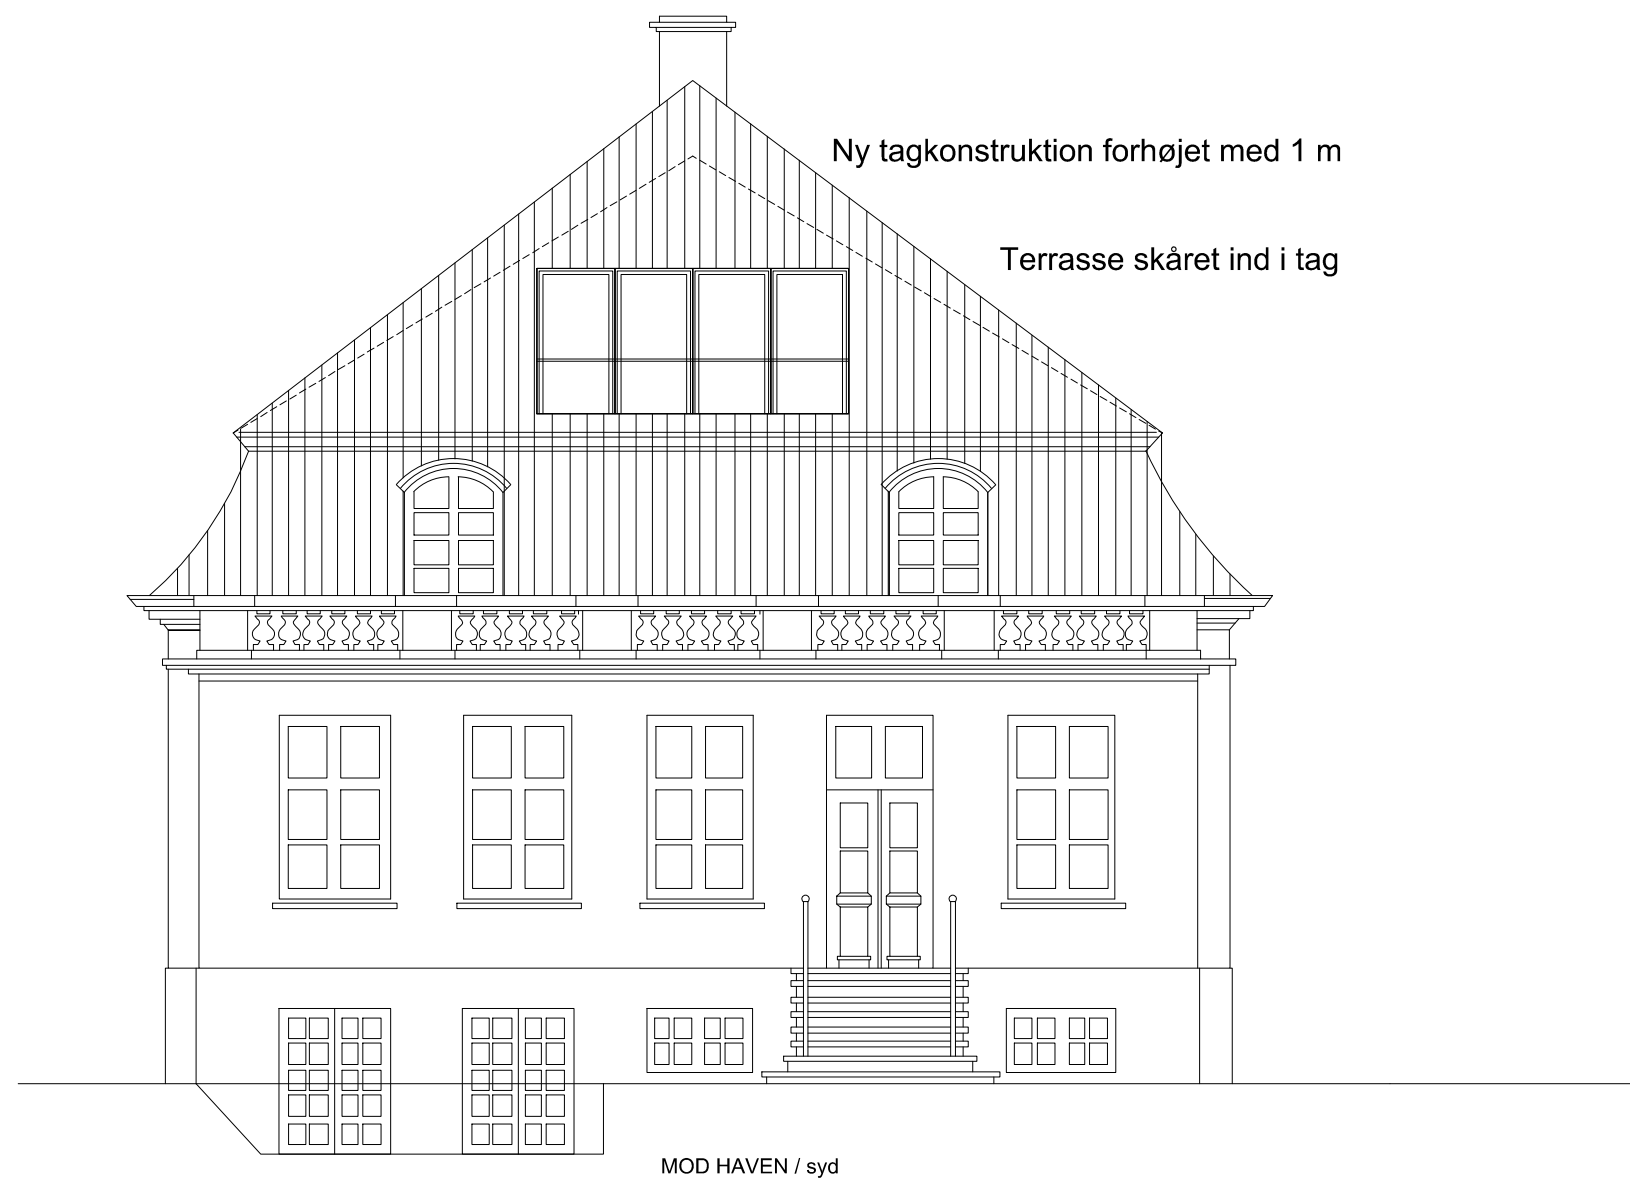 Ny tagkonstruktion forhøjet med 1 m
Terrasse skåret ind i tag
MOD HAVEN / syd